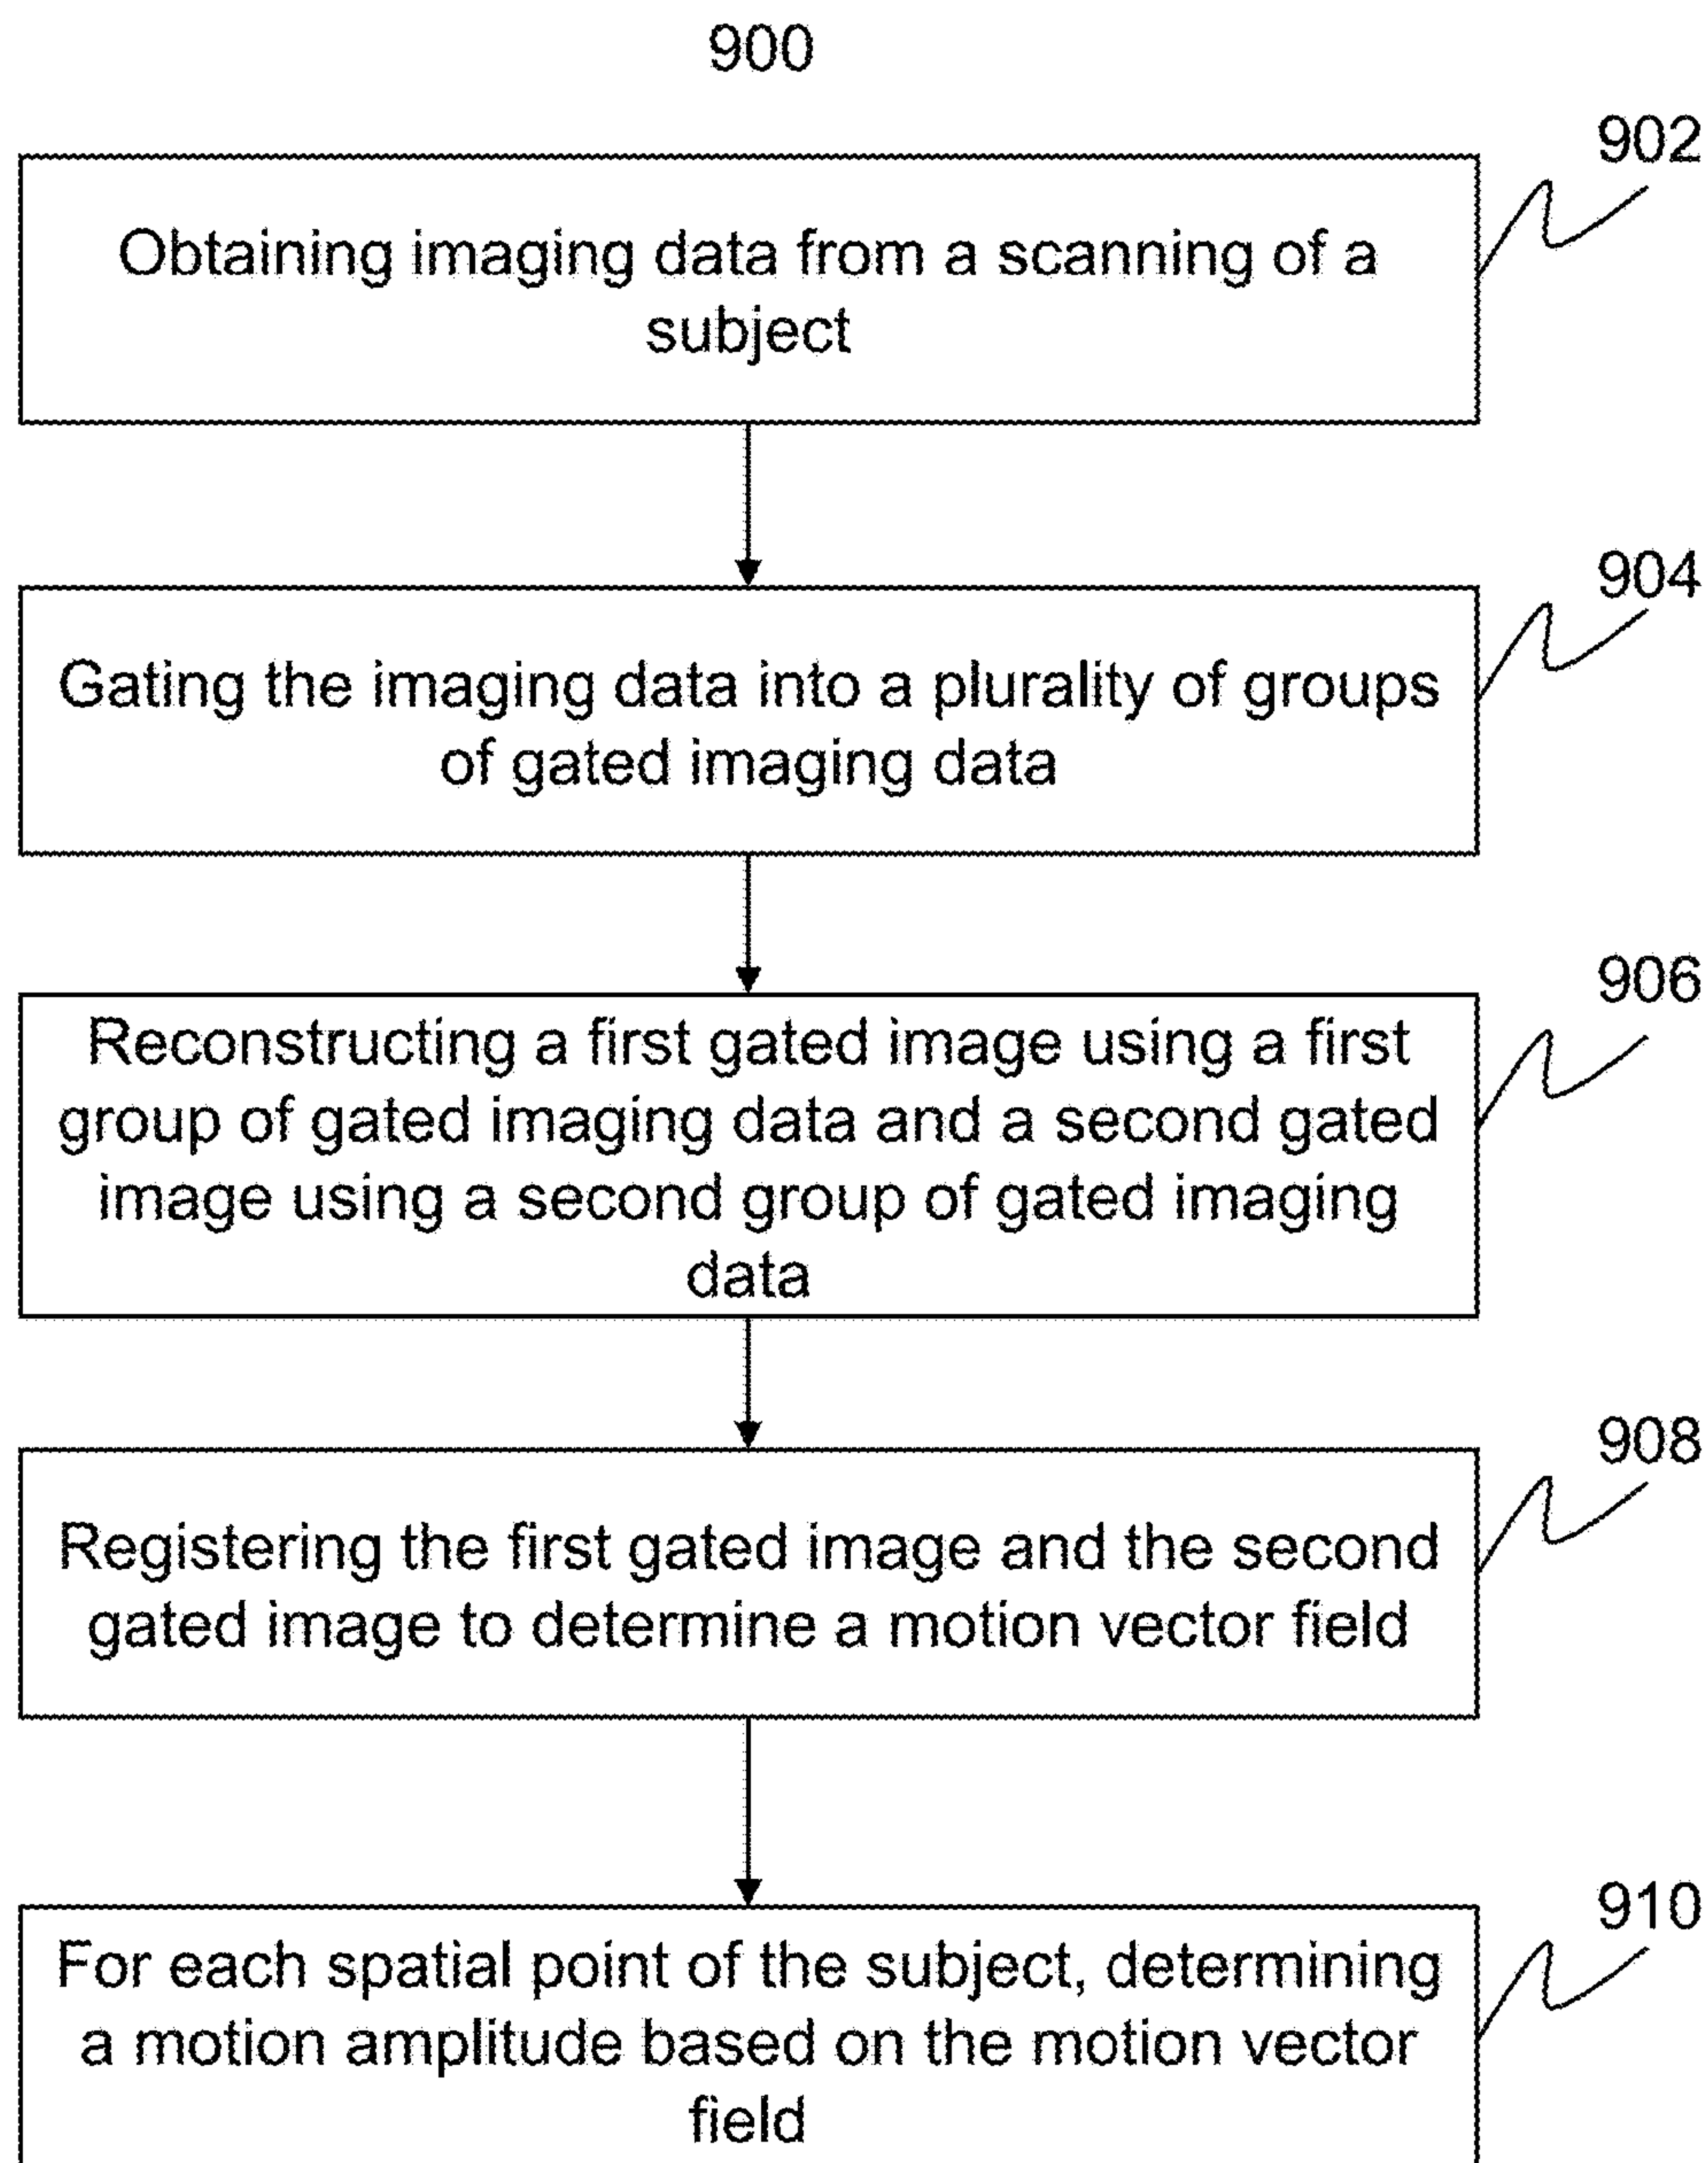 900
902
Obtaining imaging data from a scanning of a
subject
904
Gating the imaging data into a plurality of groups
of gated imaging data
906
Reconstructing a first gated image using a first
group of gated imaging data and a second gated
image using a second group of gated imaging
data
908
Registering the first gated image and the second
gated image to determine a motion vector field
910
For each spatial point of the subject, determining
a motion amplitude based on the motion vector
field